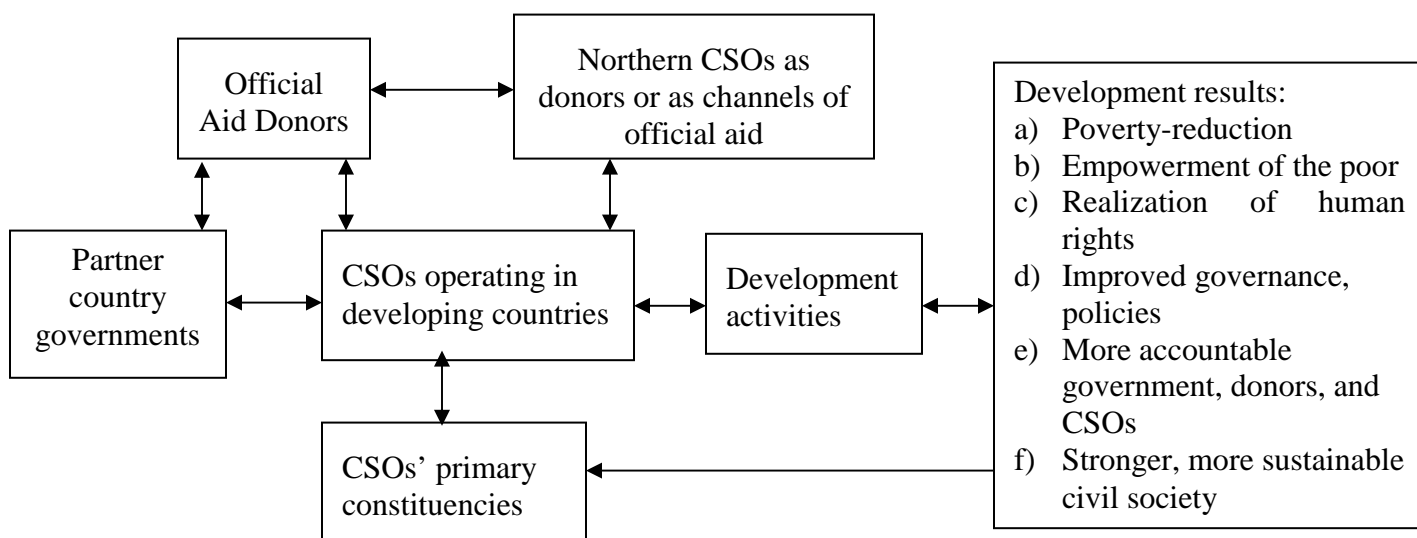 Official
Aid Donors
Northern CSOs as
donors or as channels of
official aid
Partner
country
governments
CSOs operating in
developing countries
Development
activities
CSOs’ primary
constituencies
Development results:
a) Poverty-reduction
b) Empowerment of the poor
c) Realization of human
rights
d) Improved governance,
policies
e) More accountable
government, donors, and
CSOs
f) Stronger, more sustainable
civil society